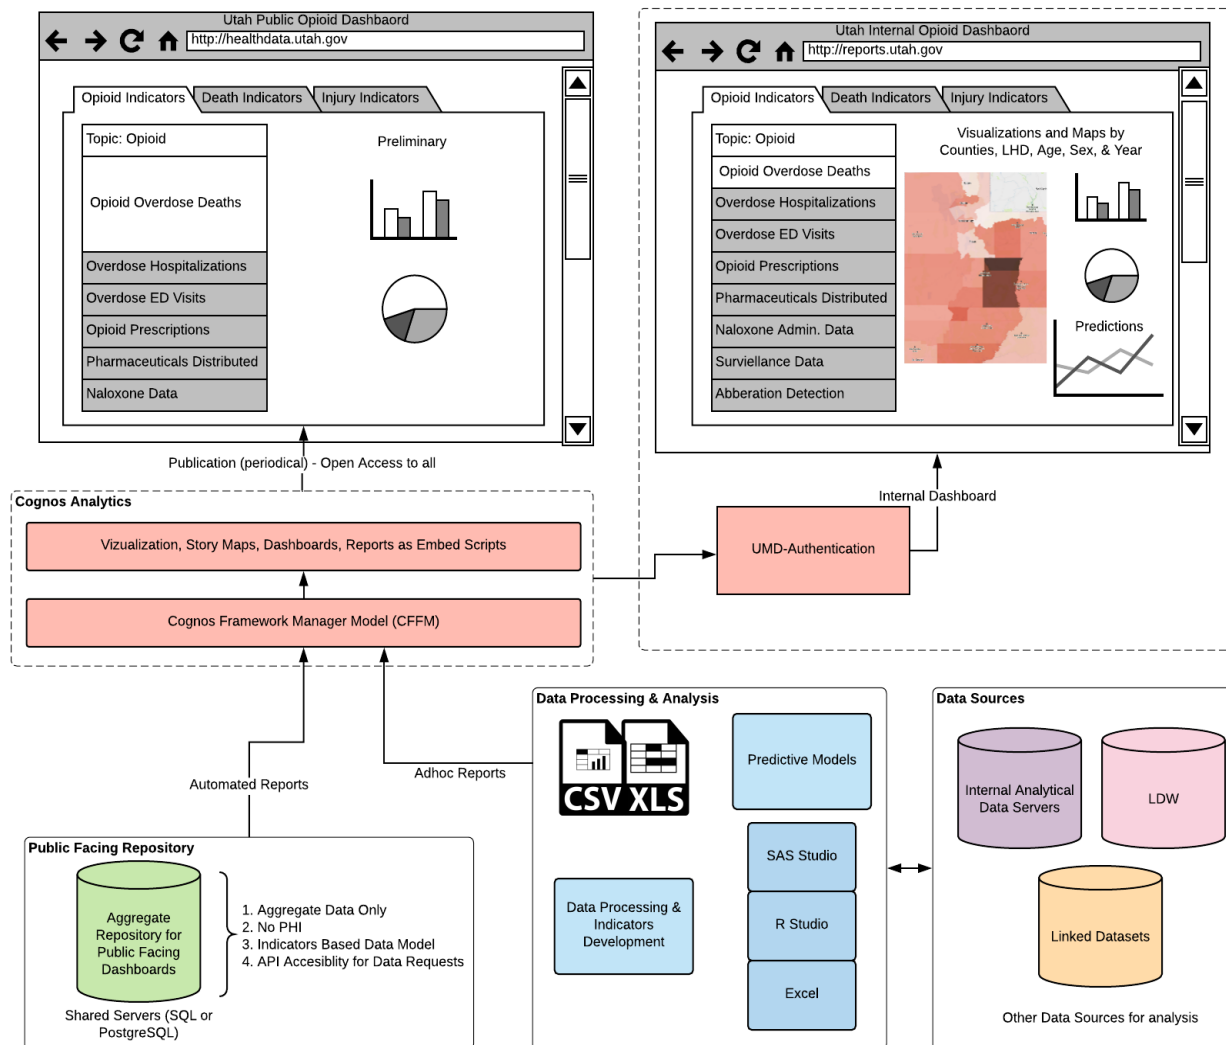 Utah Public Opioid Dashbaord
http://healthdata.utah.gov
Opioid Indicators
Death Indicators
Injury Indicators
Topic: Opioid
Opioid Overdose Deaths
Overdose Hospitalizations
Overdose ED Visits
Opioid Prescriptions
Pharmaceuticals Distributed
Naloxone Data
Preliminary
Utah Internal Opioid Dashbaord
http://reports.utah.gov
Opioid Indicators
Death Indicators
Injury Indicators
Topic: Opioid
Opioid Overdose Deaths
Overdose Hospitalizations
Overdose ED Visits
Opioid Prescriptions
Pharmaceuticals Distributed
Naloxone Admin. Data
Surviellance Data
Abberation Detection
Visualizations and Maps by
Counties, LHD, Age, Sex, & Year
Predictions
Publication (periodical) - Open Access to all
Internal Dashboard
Cognos Analytics
Vizualization, Story Maps, Dashboards, Reports as Embed Scripts
Cognos Framework Manager Model (CFFM)
UMD-Authentication
Automated Reports
Adhoc Reports
Public Facing Repository
Aggregate
Repository for
Public Facing
Dashboards
1. Aggregate Data Only
2. No PHI
3. Indicators Based Data Model
4. API Accesiblity for Data Requests
Shared Servers (SQL or
PostgreSQL)
Data Processing & Analysis
CSV
XLS
Predictive Models
Data Processing &
Indicators
Development
SAS Studio
R Studio
Excel
Data Sources
Internal Analytical
Data Servers
LDW
Linked Datasets
Other Data Sources for analysis